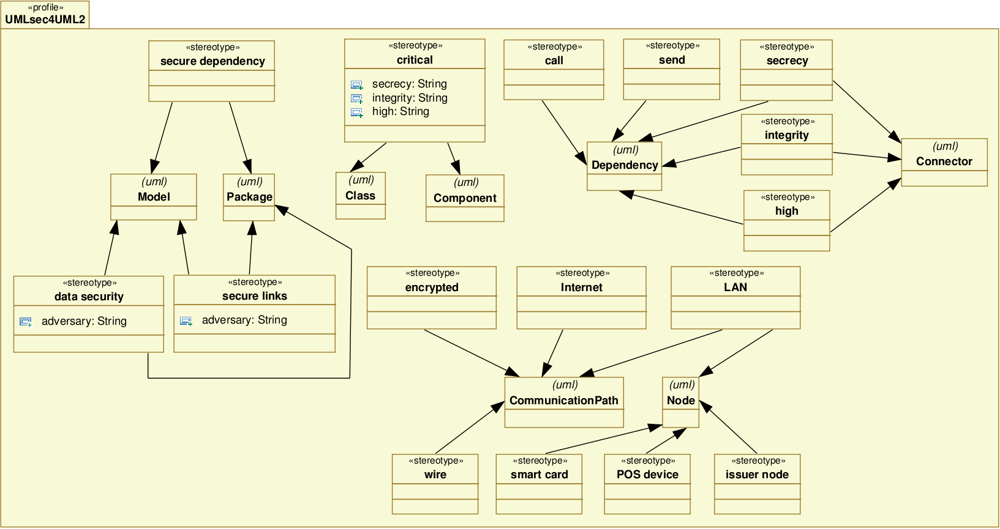 «profile»
UMLsec4UML2
«stereotype»
secure dependency
«stereotype»
critical
secrecy: String
integrity: String
high: String
«stereotype»
call
«stereotype»
send
«stereotype»
secrecy
«stereotype»
integrity
(uml)
Dependency
(uml)
Connector
(uml)
Model
(uml)
Package
(uml)
Class
(uml)
Component
«stereotype»
high
«stereotype»
data security
adversary: String
«stereotype»
secure links
adversary: String
«stereotype»
encrypted
«stereotype»
Internet
«stereotype»
LAN
(uml)
CommunicationPath
(uml)
Node
«stereotype»
wire
«stereotype»
smart card
«stereotype»
POS device
«stereotype»
issuer node